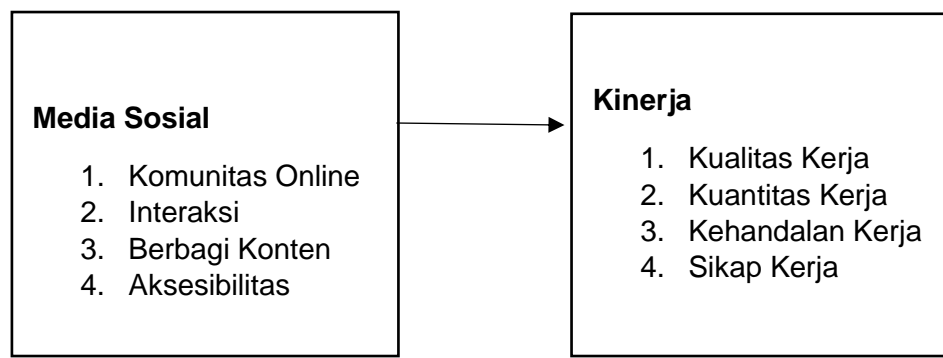 Media Sosial
1. Komunitas Online
2. Interaksi
3. Berbagi Konten
4. Aksesibilitas
Kinerja
1. Kualitas Kerja
2. Kuantitas Kerja
3. Kehandalan Kerja
4. Sikap Kerja